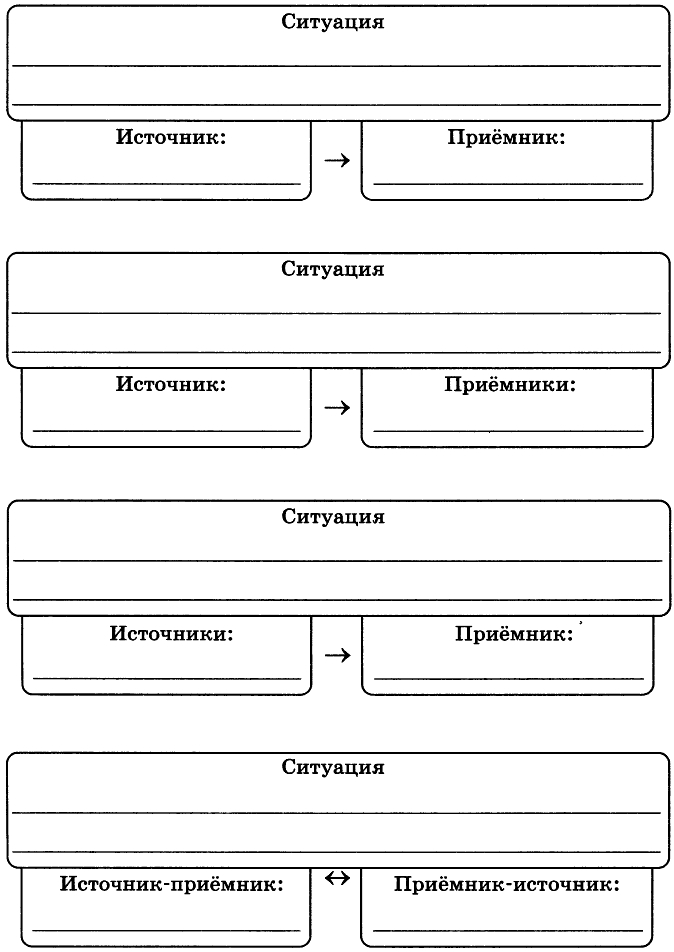 Ситуация
Источник:
Приёмник:
Ситуация
Источник:
Приёмники:
Ситуация
Источники:
Приёмник:
Ситуация
Источник-приёмник:
Приёмник-источник: